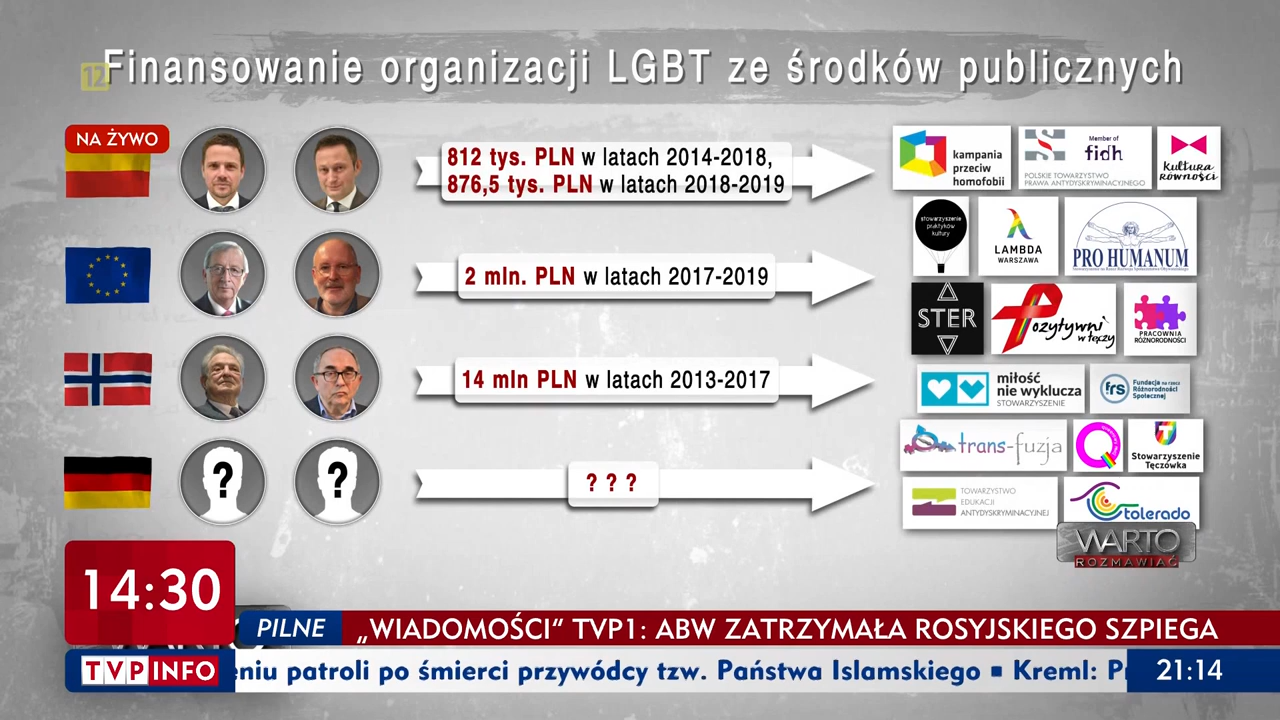 Finansowanie organizacji LGBT ze środków publicznych
12
NA ŻYWO
812 tys. PLN w latach 2014-2018,
876,5 tys. PLN w latach 2018-2019
kampania
przeciw
homofobii
Member of
fidh
POLSKIE TOWARZYSTWO
PRAWA ANTYDYSKRYMINACYJNEGO
kultura
RÓWNOŚCI
2 mln. PLN w latach 2017-2019
stowarzyszenie
praktyków
kultury
LAMBDA
WARSZAWA
PRO HUMANUM
STER
Pozytywni
w tęczy
PRACOWNIA
RÓŻNORODNOŚCI
14 mln PLN w latach 2013-2017
miłość
nie wyklucza
STOWARZYSZENIE
frs
Fundacja na rzecz
Różnorodności
Społecznej
? ?
? ? ?
trans-fuzja
Q
Stowarzyszenie
Tęczówka
TOWARZYSTWO
EDUKACJI
ANTYDYSKRYMINACYJNEJ
tolerado
WARTO
ROZMAWIAĆ
14:30
PILNE „WIADOMOŚCI“ TVP1: ABW ZATRZYMAŁA ROSYJSKIEGO SZPIEGA
TVP INFO eniu patroli po śmierci przywódcy tzw. Państwa Islamskiego ▪ Kreml: 21:14